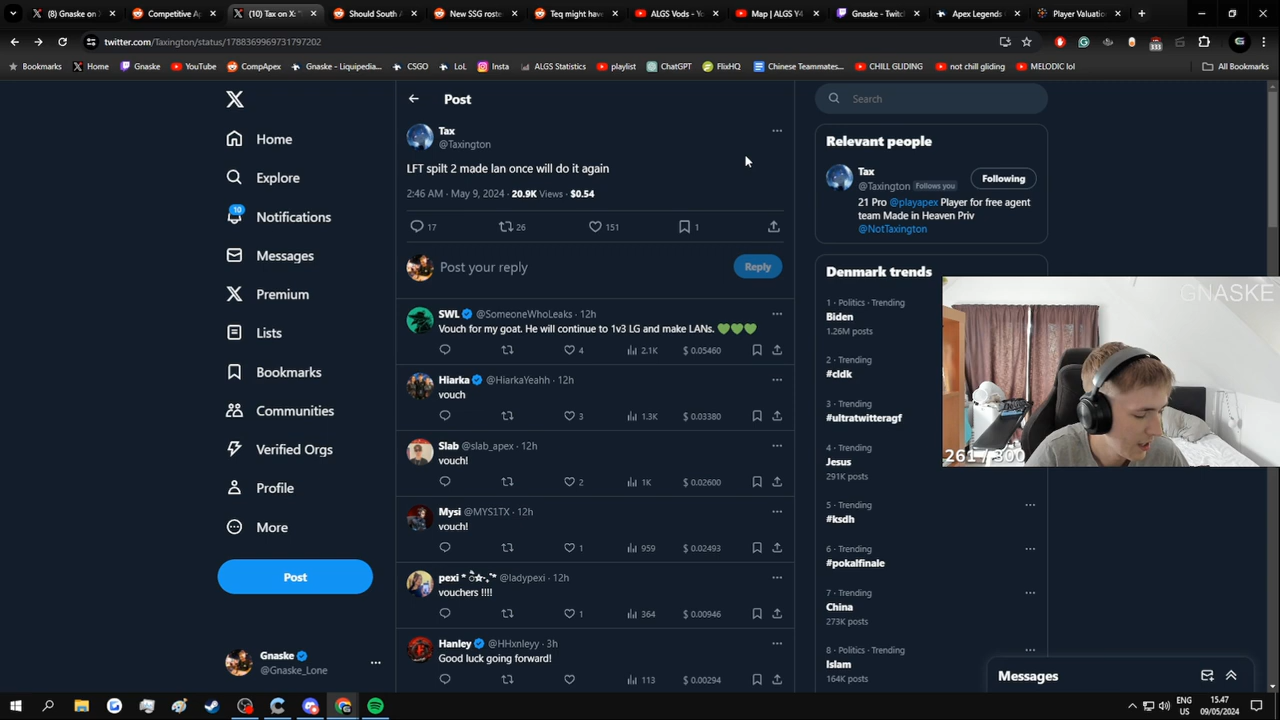 (8) Gnaske on X
Competitive Ap
(10) Tax on X: "
Should South A
New SSG roste
Teq might have
ALGS Vods - Yo
Map | ALGS Y4
Gnaske - Twitch
Apex Legends
Player Valuatio
twitter.com/Taxington/status/1788369969731797202
333
Bookmarks
Home
Gnaske
YouTube
CompApex
Gnaske - Liquipedia...
CSGO
LoL
Insta
ALGS Statistics
playlist
ChatGPT
FlixHQ
Chinese Teammates...
CHILL GLIDING
not chill gliding
MELODIC lol
All Bookmarks
Home
Explore
10
Notifications
Messages
Premium
Lists
Bookmarks
Communities
Verified Orgs
Profile
More
Post
Gnaske
@Gnaske_Lone
Post
Tax
@Taxington
LFT spilt 2 made lan once will do it again
2:46 AM · May 9, 2024 · 20.9K Views · $0.54
17
26
151
1
Post your reply
Reply
SWL @SomeoneWhoLeaks · 12h
Vouch for my goat. He will continue to 1v3 LG and make LANs. 💚💚💚
4
2.1K
$ 0.05460
Hiarka @HiarkaYeahh · 12h
vouch
3
1.3K
$ 0.03380
Slab @slab_apex · 12h
vouch!
2
1K
$ 0.02600
Mysi @MYS1TX · 12h
vouch!
1
959
$ 0.02493
@ladypexi · 12h
vouchers !!!!
1
364
$ 0.00946
Hanley @HHxnleyy · 3h
Good luck going forward!
113
$ 0.00294
Search
Relevant people
Tax
@Taxington Follows you
Following
21 Pro @playapex Player for free agent
team Made in Heaven Priv
@NotTaxington
Denmark trends
1 · Politics · Trending
Biden
1.26M posts
2 · Trending
#cldk
3 · Trending
#ultratwitteragf
4 · Trending
Jesus
291K posts
5 · Trending
#ksdh
6 · Trending
#pokalfinale
7 · Trending
China
273K posts
8 · Politics · Trending
Islam
164K posts
Messages
GNASKE
261 / 300
ENG
US
15.47
09/05/2024